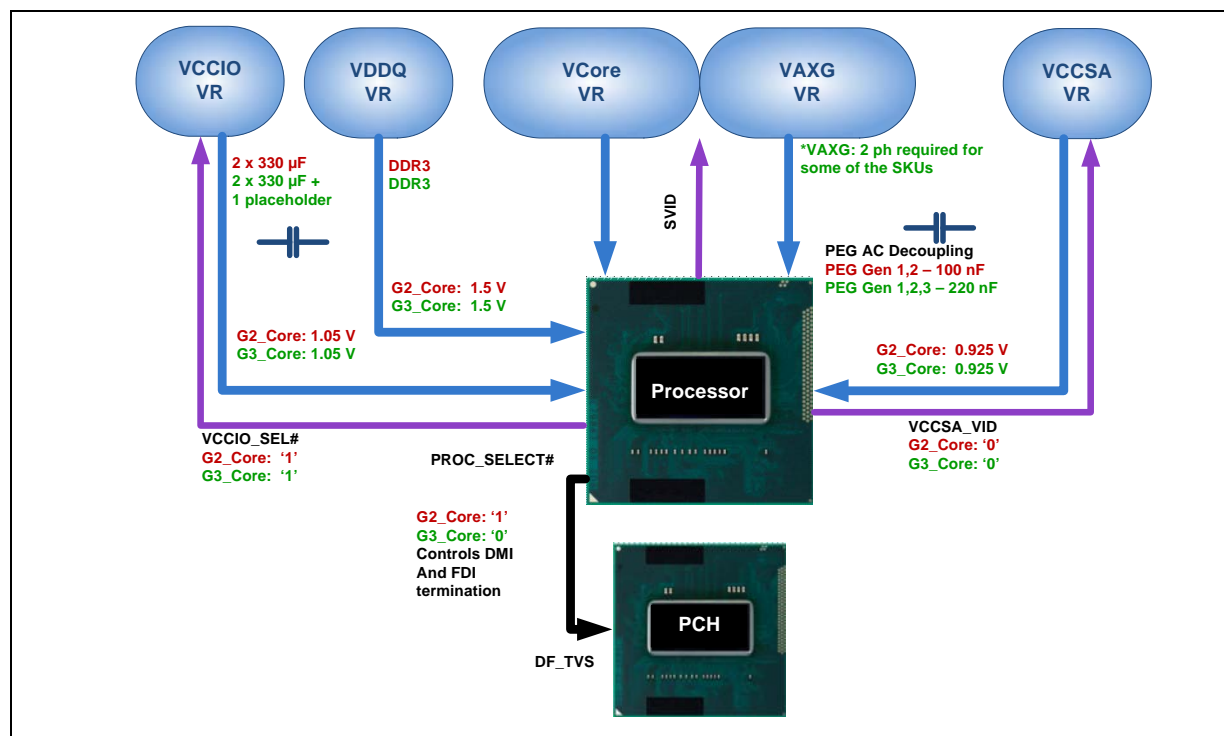 VCCIO
VR
VDDQ
VR
VCore
VR
VAXG
VR
VCCSA
VR
2 x 330 µF
2 x 330 µF +
1 placeholder
DDR3
DDR3
SVID
*VAXG: 2 ph required for
some of the SKUs
PEG AC Decoupling
PEG Gen 1,2 – 100 nF
PEG Gen 1,2,3 – 220 nF
G2_Core: 1.5 V
G3_Core: 1.5 V
G2_Core: 1.05 V
G3_Core: 1.05 V
G2_Core: 0.925 V
G3_Core: 0.925 V
Processor
VCCIO_SEL#
G2_Core: ‘1’
G3_Core: ‘1’
PROC_SELECT#
VCCSA_VID
G2_Core: ‘0’
G3_Core: ‘0’
G2_Core: ‘1’
G3_Core: ‘0’
Controls DMI
And FDI
termination
PCH
DF_TVS